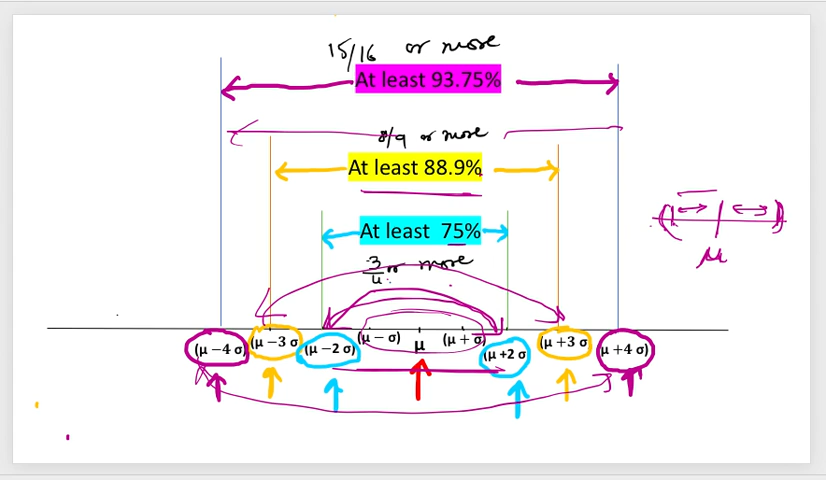 15/16 or more
At least 93.75%
8/9 or more
At least 88.9%
At least 75%
3/4 or more
μ
(μ −4 σ) (μ −3 σ (μ −2 σ) (μ − σ) μ (μ + σ) (μ +2 σ) (μ +3 σ (μ +4 σ)